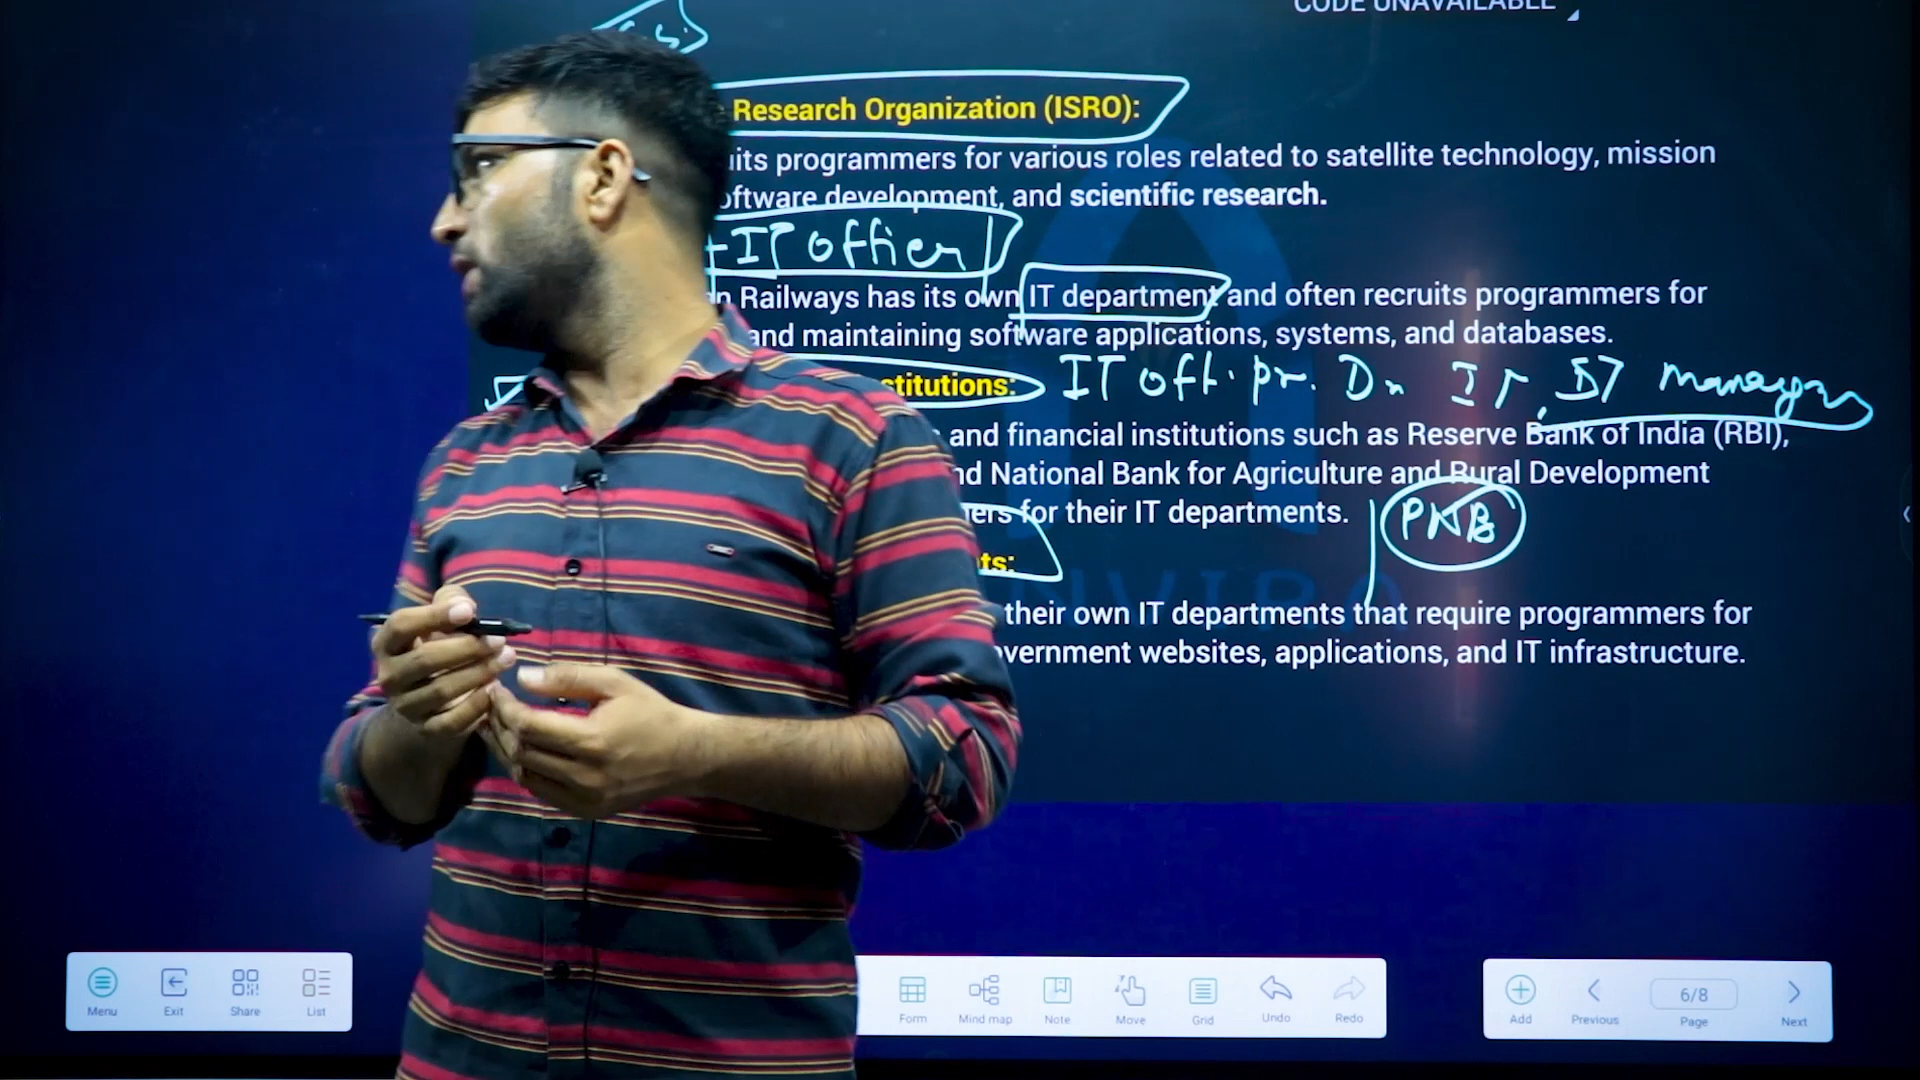 CODE UNAVAILABLE
Research Organization (ISRO):
uits programmers for various roles related to satellite technology, mission
oftware development, and scientific research.
IT officer
n Railways has its own IT department and often recruits programmers for
and maintaining software applications, systems, and databases.
stitutions: IT off. pr. manager
and financial institutions such as Reserve Bank of India (RBI),
nd National Bank for Agriculture and Rural Development
ers for their IT departments. PNB
ts:
their own IT departments that require programmers for
overnment websites, applications, and IT infrastructure.
Menu Exit Share List Form Mind map Note Move Grid Undo Redo Add Previous 6/8 Page Next